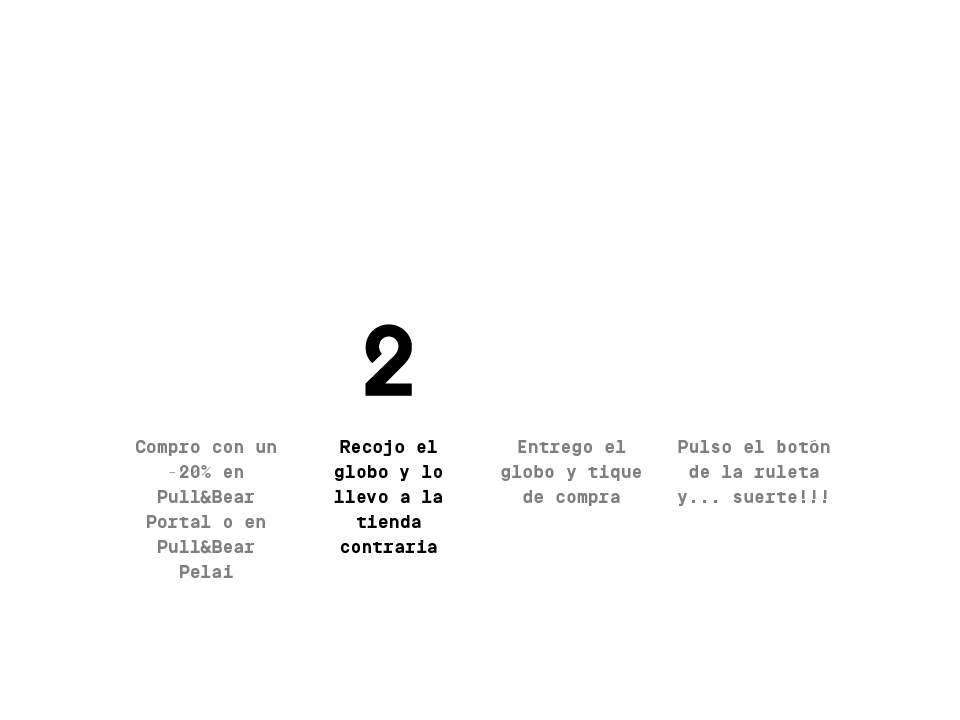 2
Compro con un
-20% en
Pull&Bear
Portal o en
Pull&Bear
Pelai
Recojo el
globo y lo
llevo a la
tienda
contraria
Entrego el
globo y tique
de compra
Pulso el botón
de la ruleta
y... suerte!!!